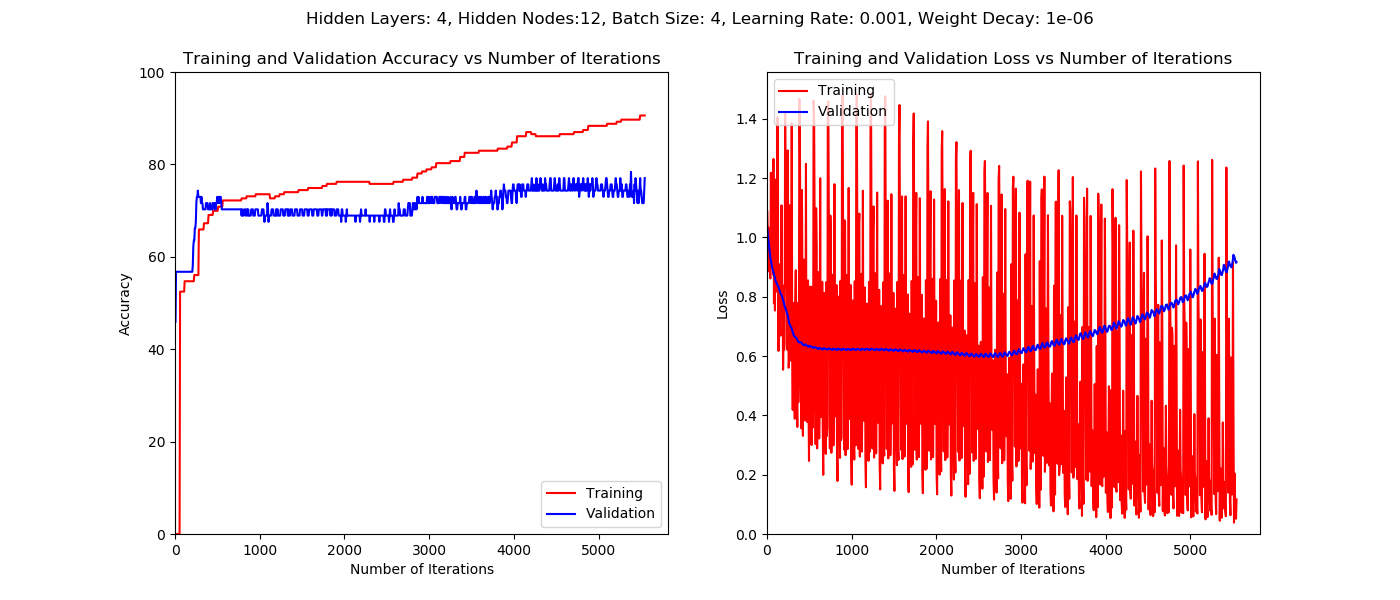 Hidden Layers: 4, Hidden Nodes:12, Batch Size: 4, Learning Rate: 0.001, Weight Decay: 1e-06
Training and Validation Accuracy vs Number of Iterations
100
80
60
40
20
0
Accuracy
0 1000 2000 3000 4000 5000
Number of Iterations
Training
Validation
Training and Validation Loss vs Number of Iterations
Training
Validation
1.4
1.2
1.0
0.8
0.6
0.4
0.2
0.0
Loss
0 1000 2000 3000 4000 5000
Number of Iterations